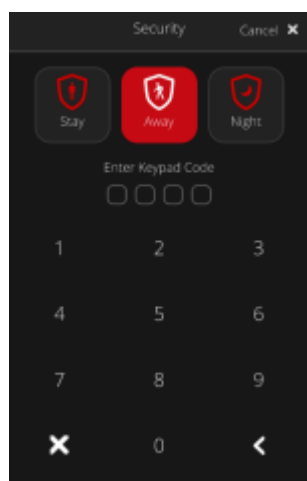 Security Cancel ✖
Stay Away Night
Enter Keypad Code
1 2 3
4 5 6
7 8 9
0